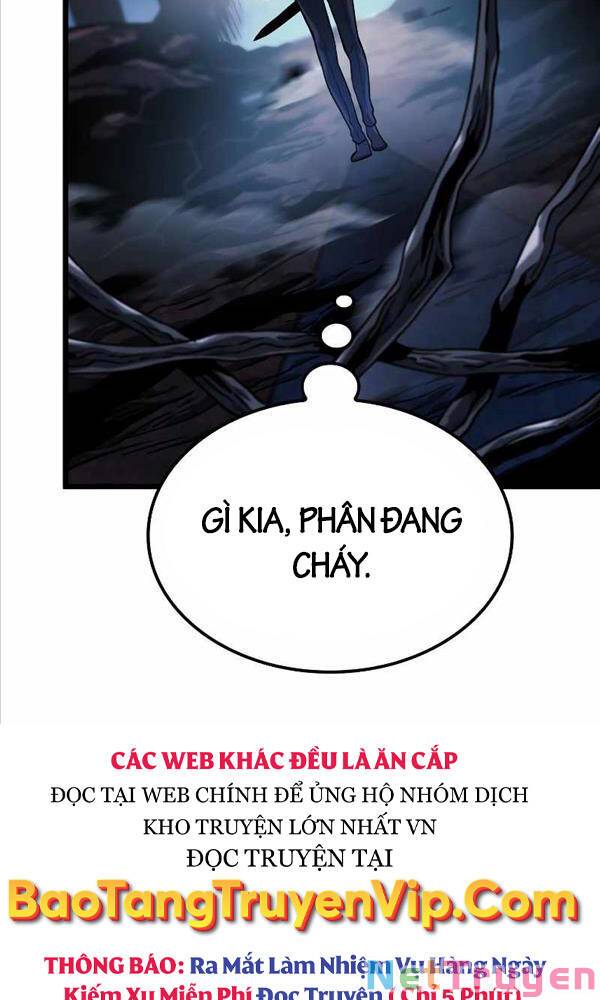 GÌ KIA, PHÂN ĐANG
CHÁY.
CÁC WEB KHÁC ĐỀU LÀ ĂN CẮP
ĐỌC TẠI WEB CHÍNH ĐỂ ỦNG HỘ NHÓM DỊCH
KHO TRUYỆN LỚN NHẤT VN
ĐỌC TRUYỆN TẠI
BaoTangTruyenVip.Com
THÔNG BÁO: Ra Mắt Làm Nhiệm Vụ Hàng Ngày
Kiếm Xu Miễn Phí Đọc Truyện ( Chỉ 5 Phút
NetTruyen